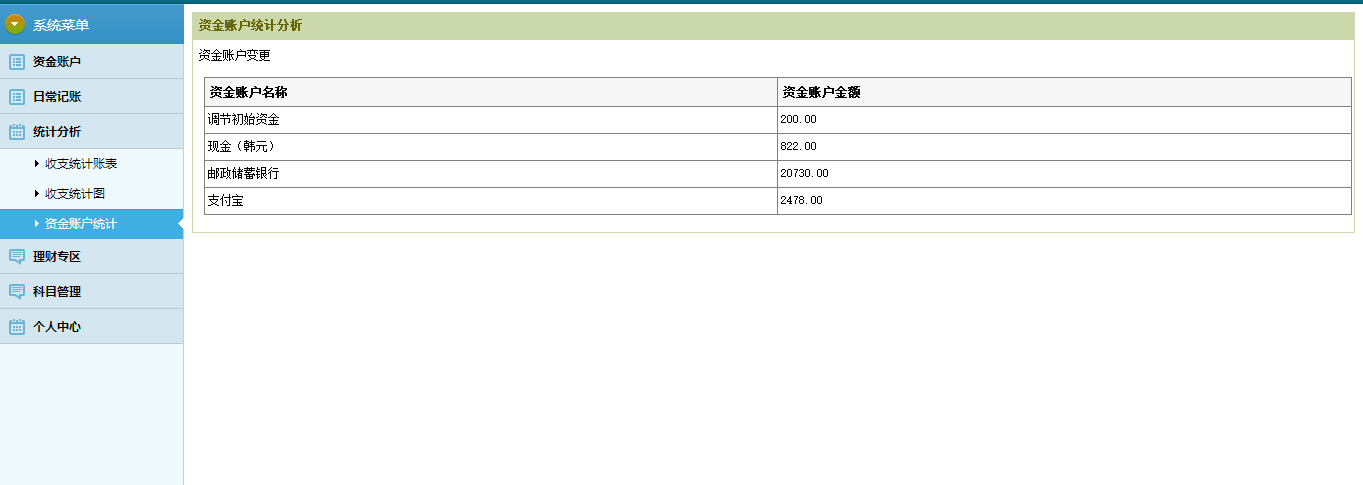 系统菜单
资金账户
日常记账
统计分析
收支统计账表
收支统计图
资金账户统计
理财专区
科目管理
个人中心
资金账户统计分析
资金账户变更
资金账户名称 资金账户金额
调节初始资金 200.00
现金（韩元） 822.00
邮政储蓄银行 20730.00
支付宝 2478.00